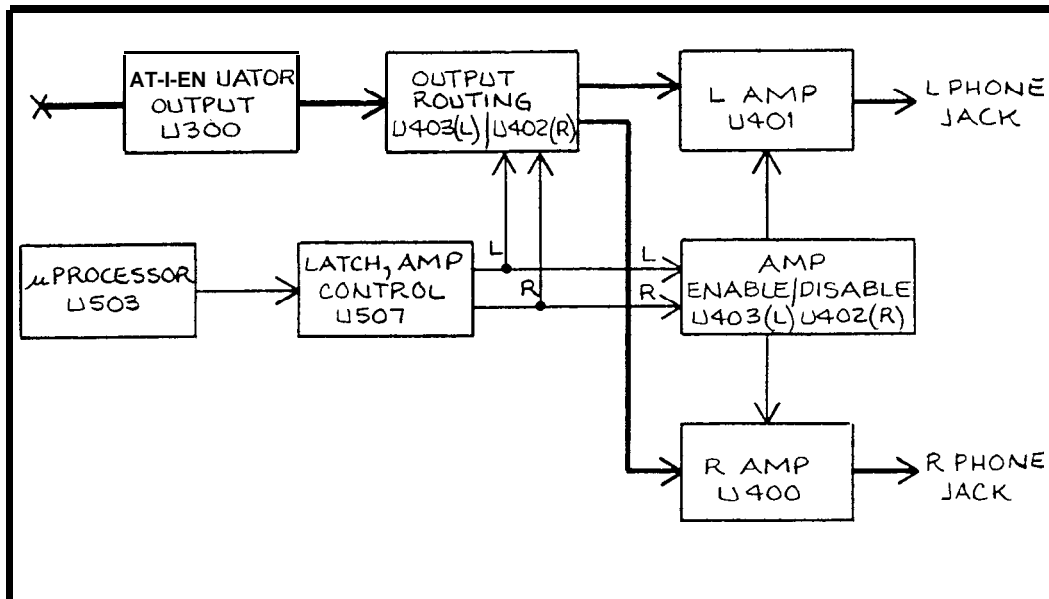 AT-I-EN UATOR
OUTPUT
U300
OUTPUT
ROUTING
U403(L)/U402(R)
L AMP
U401
L PHONE
JACK
μPROCESSOR
U503
LATCH, AMP
CONTROL
U507
L
R
L
R
AMP
ENABLE/DISABLE
U403(L) U402(R)
R AMP
U400
R PHONE
JACK